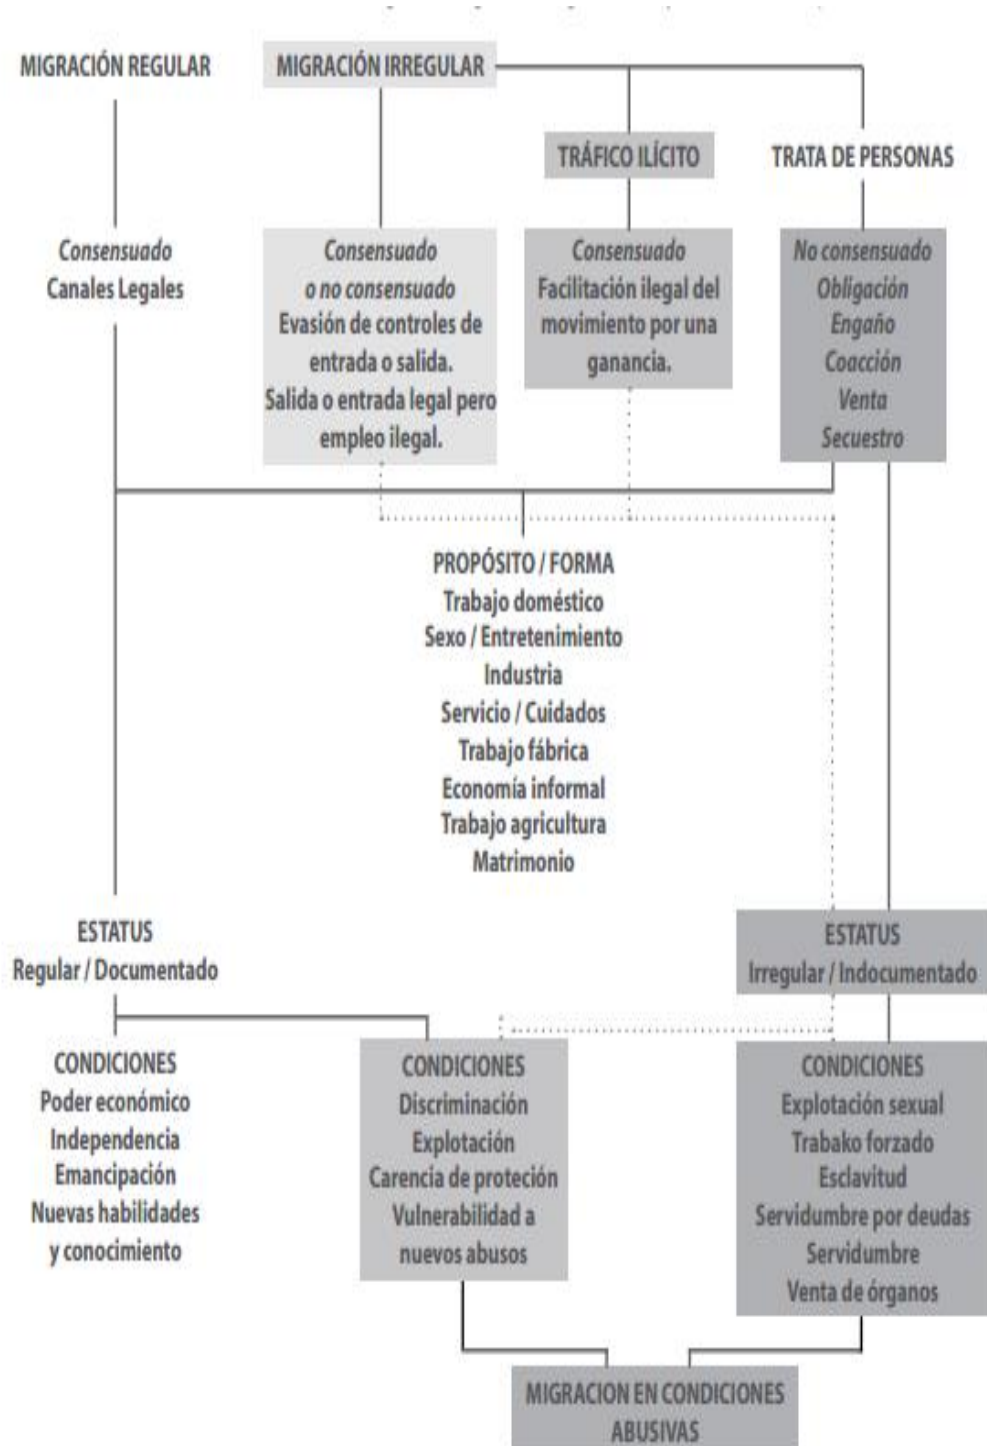 MIGRACIÓN REGULAR
MIGRACIÓN IRREGULAR
TRÁFICO ILÍCITO
TRATA DE PERSONAS
Consensuado
Canales Legales
Consensuado
o no consensuado
Evasión de controles de
entrada o salida.
Salida o entrada legal pero
empleo ilegal.
Consensuado
Facilitación ilegal del
movimiento por una
ganancia.
No consensuado
Obligación
Engaño
Coacción
Venta
Secuestro
PROPÓSITO / FORMA
Trabajo doméstico
Sexo / Entretenimiento
Industria
Servicio / Cuidados
Trabajo fábrica
Economía informal
Trabajo agricultura
Matrimonio
ESTATUS
Regular / Documentado
ESTATUS
Irregular / Indocumentado
CONDICIONES
Poder económico
Independencia
Emancipación
Nuevas habilidades
y conocimiento
CONDICIONES
Discriminación
Explotación
Carencia de proteción
Vulnerabilidad a
nuevos abusos
CONDICIONES
Explotación sexual
Trabako forzado
Esclavitud
Servidumbre por deudas
Servidumbre
Venta de órganos
MIGRACION EN CONDICIONES
ABUSIVAS